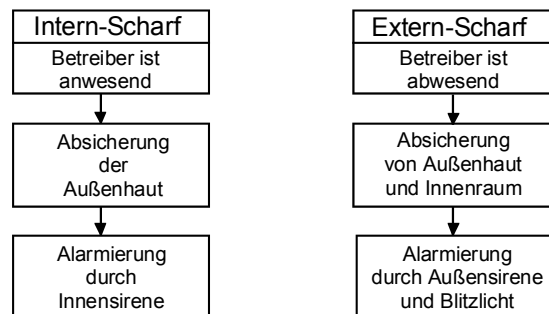 Intern-Scharf
Betreiber ist
anwesend
Absicherung
der
Außenhaut
Alarmierung
durch
Innensirene
Extern-Scharf
Betreiber ist
abwesend
Absicherung
von Außenhaut
und Innenraum
Alarmierung
durch Außensirene
und Blitzlicht